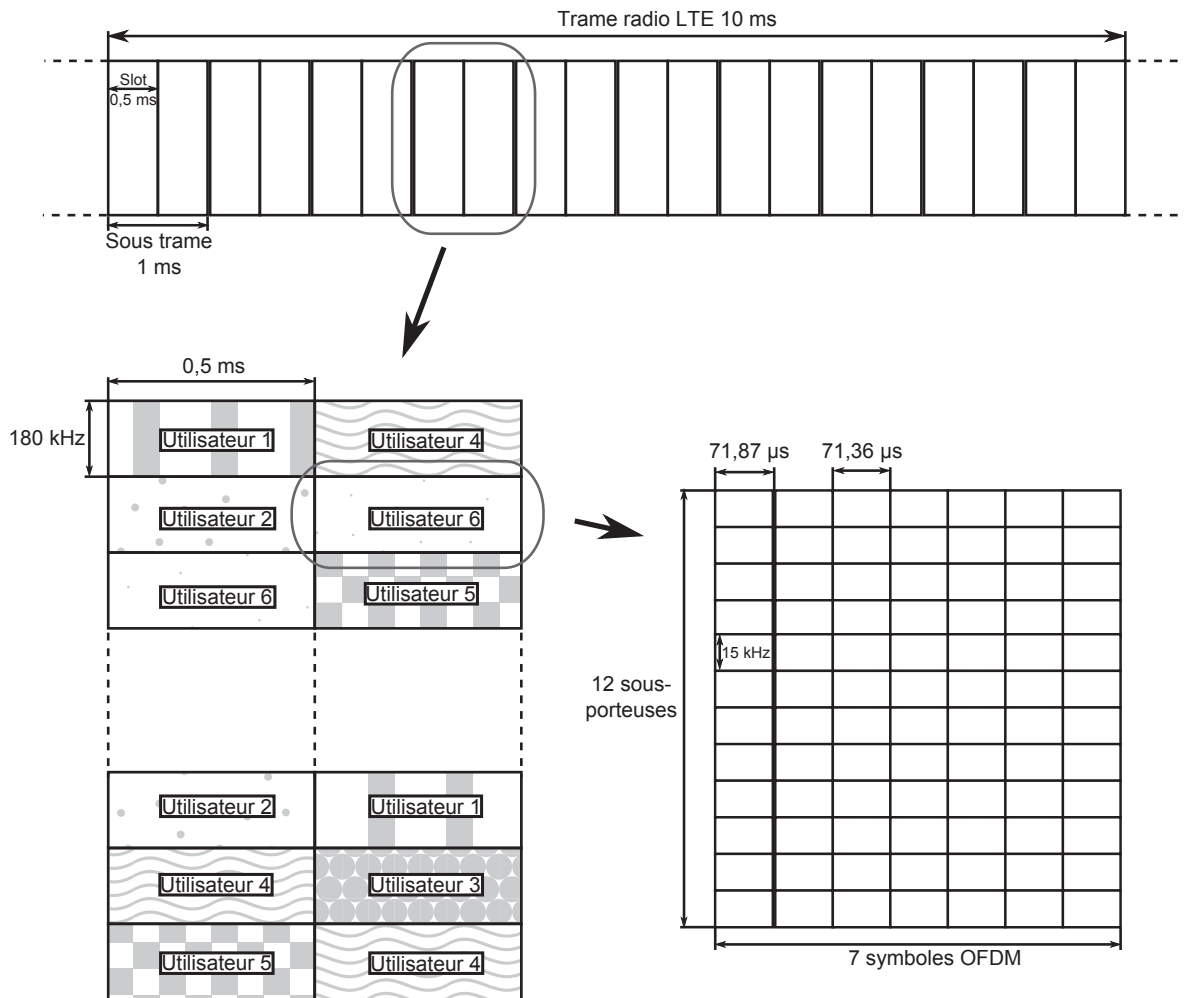 Trame radio LTE 10 ms
Slot
0,5 ms
Sous trame
1 ms
0,5 ms
180 kHz
Utilisateur 1
Utilisateur 4
Utilisateur 2
Utilisateur 6
Utilisateur 6
Utilisateur 5
Utilisateur 2
Utilisateur 1
Utilisateur 4
Utilisateur 3
Utilisateur 5
Utilisateur 4
71,87 µs
71,36 µs
15 kHz
12 sous-
porteuses
7 symboles OFDM